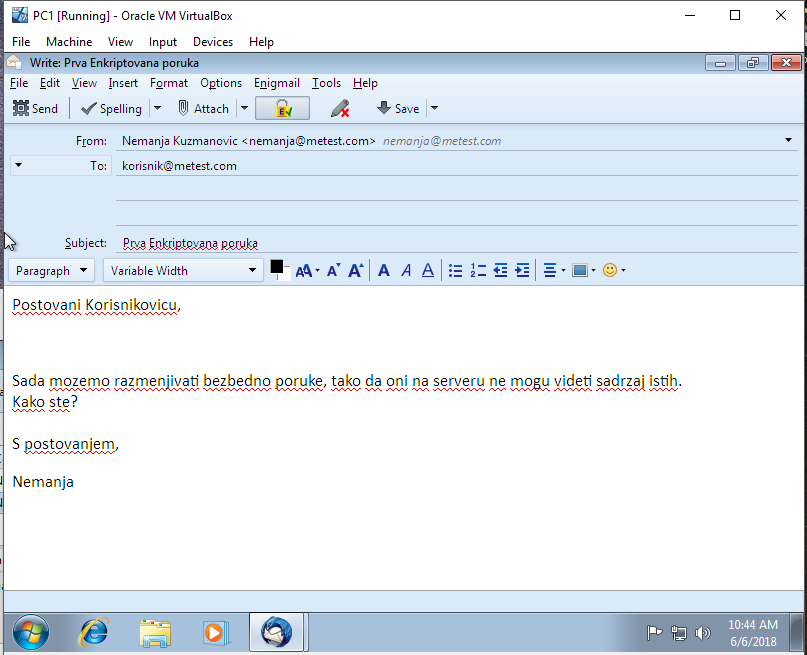 PC1 [Running] - Oracle VM VirtualBox
File Machine View Input Devices Help
Write: Prva Enkriptovana poruka
File Edit View Insert Format Options Enigmail Tools Help
Send Spelling Attach Save
From: Nemanja Kuzmanovic <nemanja@metest.com> nemanja@metest.com
To: korisnik@metest.com
Subject: Prva Enkriptovana poruka
Paragraph Variable Width
Postovani Korisnikovicu,
Sada mozemo razmenjivati bezbedno poruke, tako da oni na serveru ne mogu videti sadrzaj istih.
Kako ste?
S postovanjem,
Nemanja
10:44 AM
6/6/2018